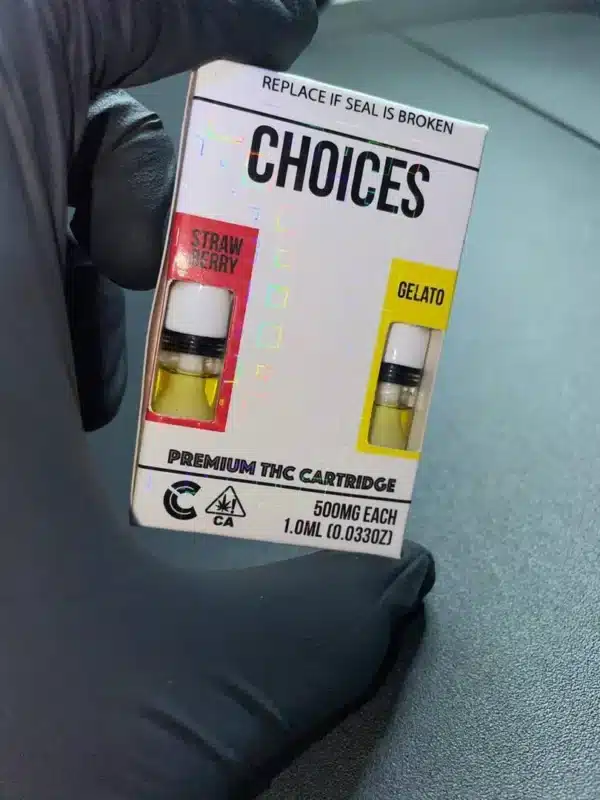 REPLACE IF SEAL IS BROKEN
CHOICES
STRAW
BERRY
GELATO
PREMIUM THC CARTRIDGE
CA
500MG EACH
1.0ML (0.033OZ)